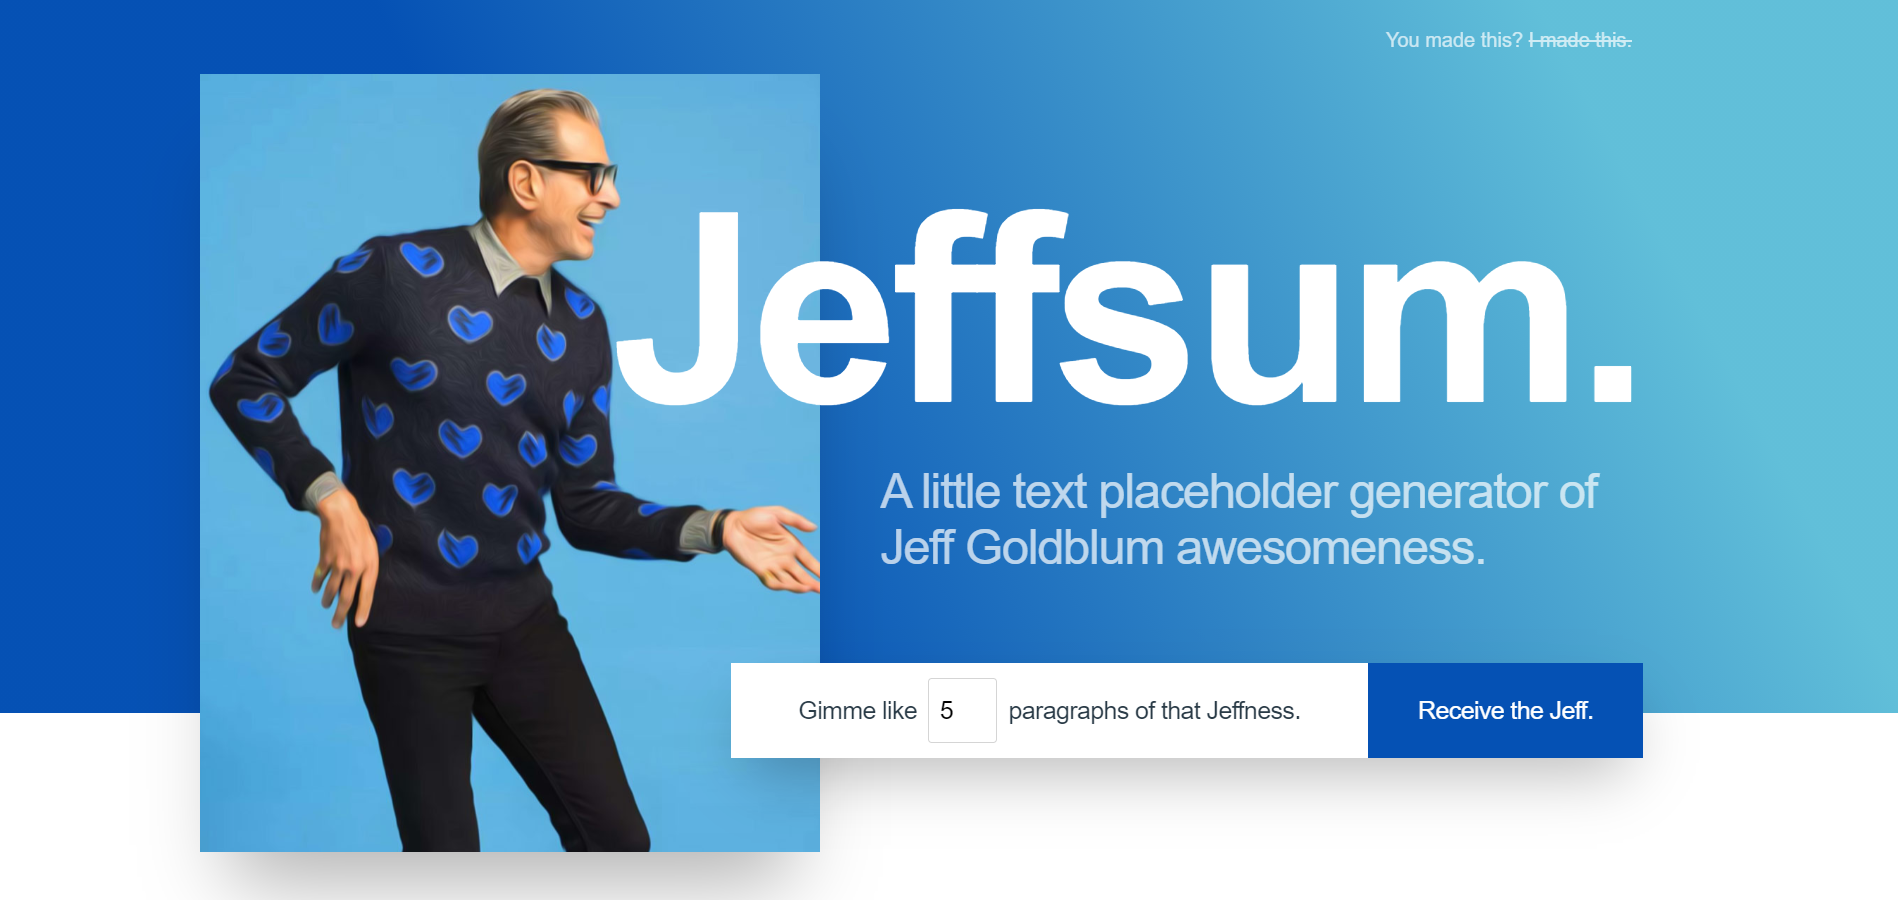 You made this? I made this.
Jeffsum.
A little text placeholder generator of
Jeff Goldblum awesomeness.
Gimme like 5 paragraphs of that Jeffness.
Receive the Jeff.